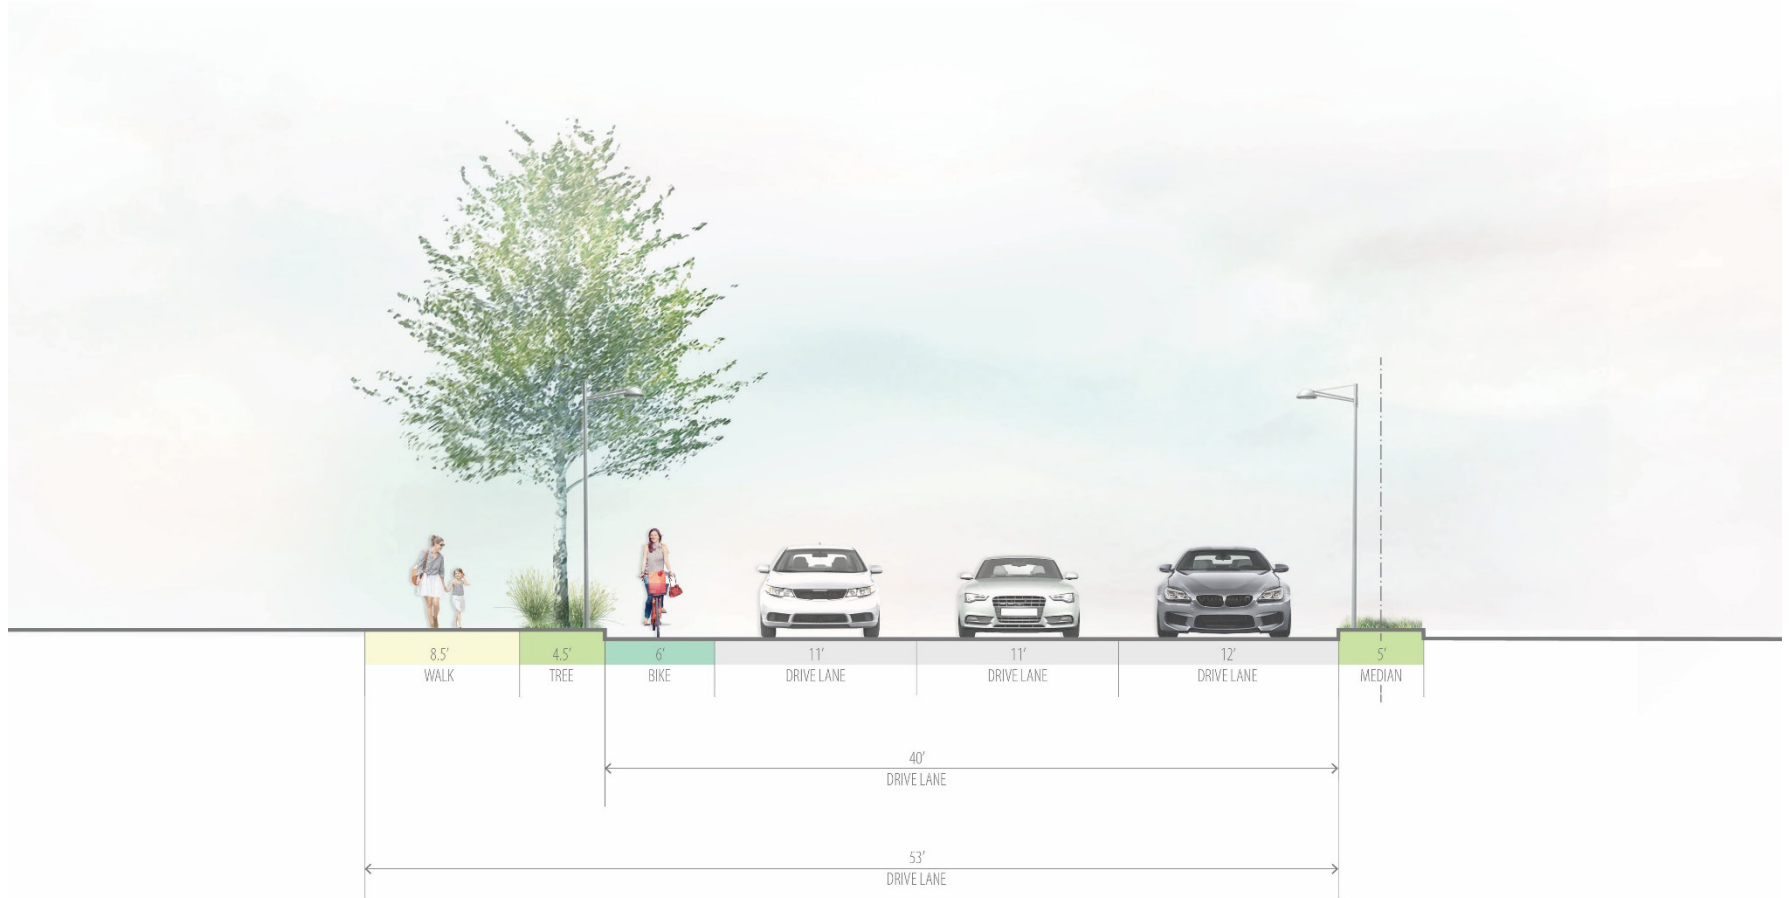 8.5' 4.5' 6' 11' 11' 12' 5'
WALK TREE BIKE DRIVE LANE DRIVE LANE DRIVE LANE MEDIAN
40'
DRIVE LANE
53'
DRIVE LANE